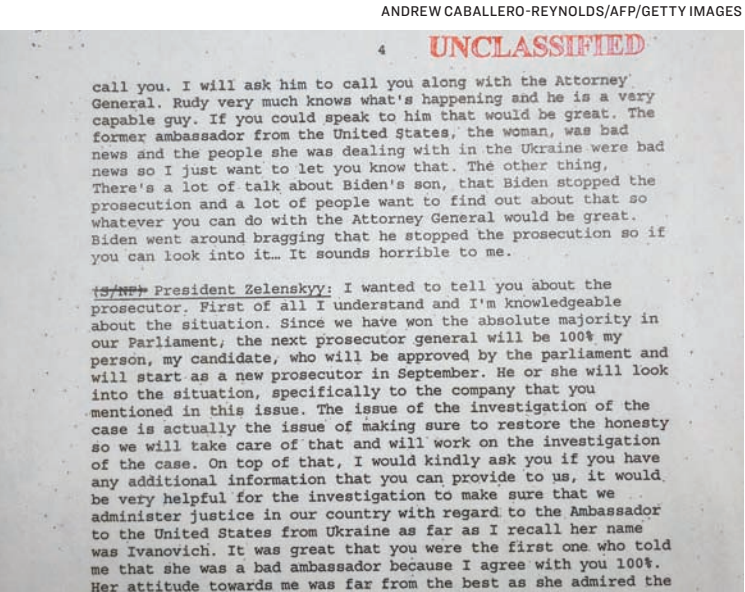 ANDREW CABALLERO-REYNOLDS/AFP/GETTY IMAGES
4 UNCLASSIFIED
call you. I will ask him to call you along with the Attorney
General. Rudy very much knows what's happening and he is a very
capable guy. If you could speak to him that would be great. The
former ambassador from the United States, the woman, was bad
news and the people she was dealing with in the Ukraine were bad
news so I just want to let you know that. The other thing,
There's a lot of talk about Biden's son, that Biden stopped the
prosecution and a lot of people want to find out about that so
whatever you can do with the Attorney General would be great.
Biden went around bragging that he stopped the prosecution so if
you can look into it… It sounds horrible to me.
(S/NF) President Zelenskyy: I wanted to tell you about the
prosecutor. First of all I understand and I'm knowledgeable
about the situation. Since we have won the absolute majority in
our Parliament, the next prosecutor general will be 100% my
person, my candidate, who will be approved by the parliament and
will start as a new prosecutor in September. He or she will look
into the situation, specifically to the company that you
mentioned in this issue. The issue of the investigation of the
case is actually the issue of making sure to restore the honesty
so we will take care of that and will work on the investigation
of the case. On top of that, I would kindly ask you if you have
any additional information that you can provide to us, it would
be very helpful for the investigation to make sure that we
administer justice in our country with regard to the Ambassador
to the United States from Ukraine as far as I recall her name
was Ivanovich. It was great that you were the first one who told
me that she was a bad ambassador because I agree with you 100%.
Her attitude towards me was far from the best as she admired the